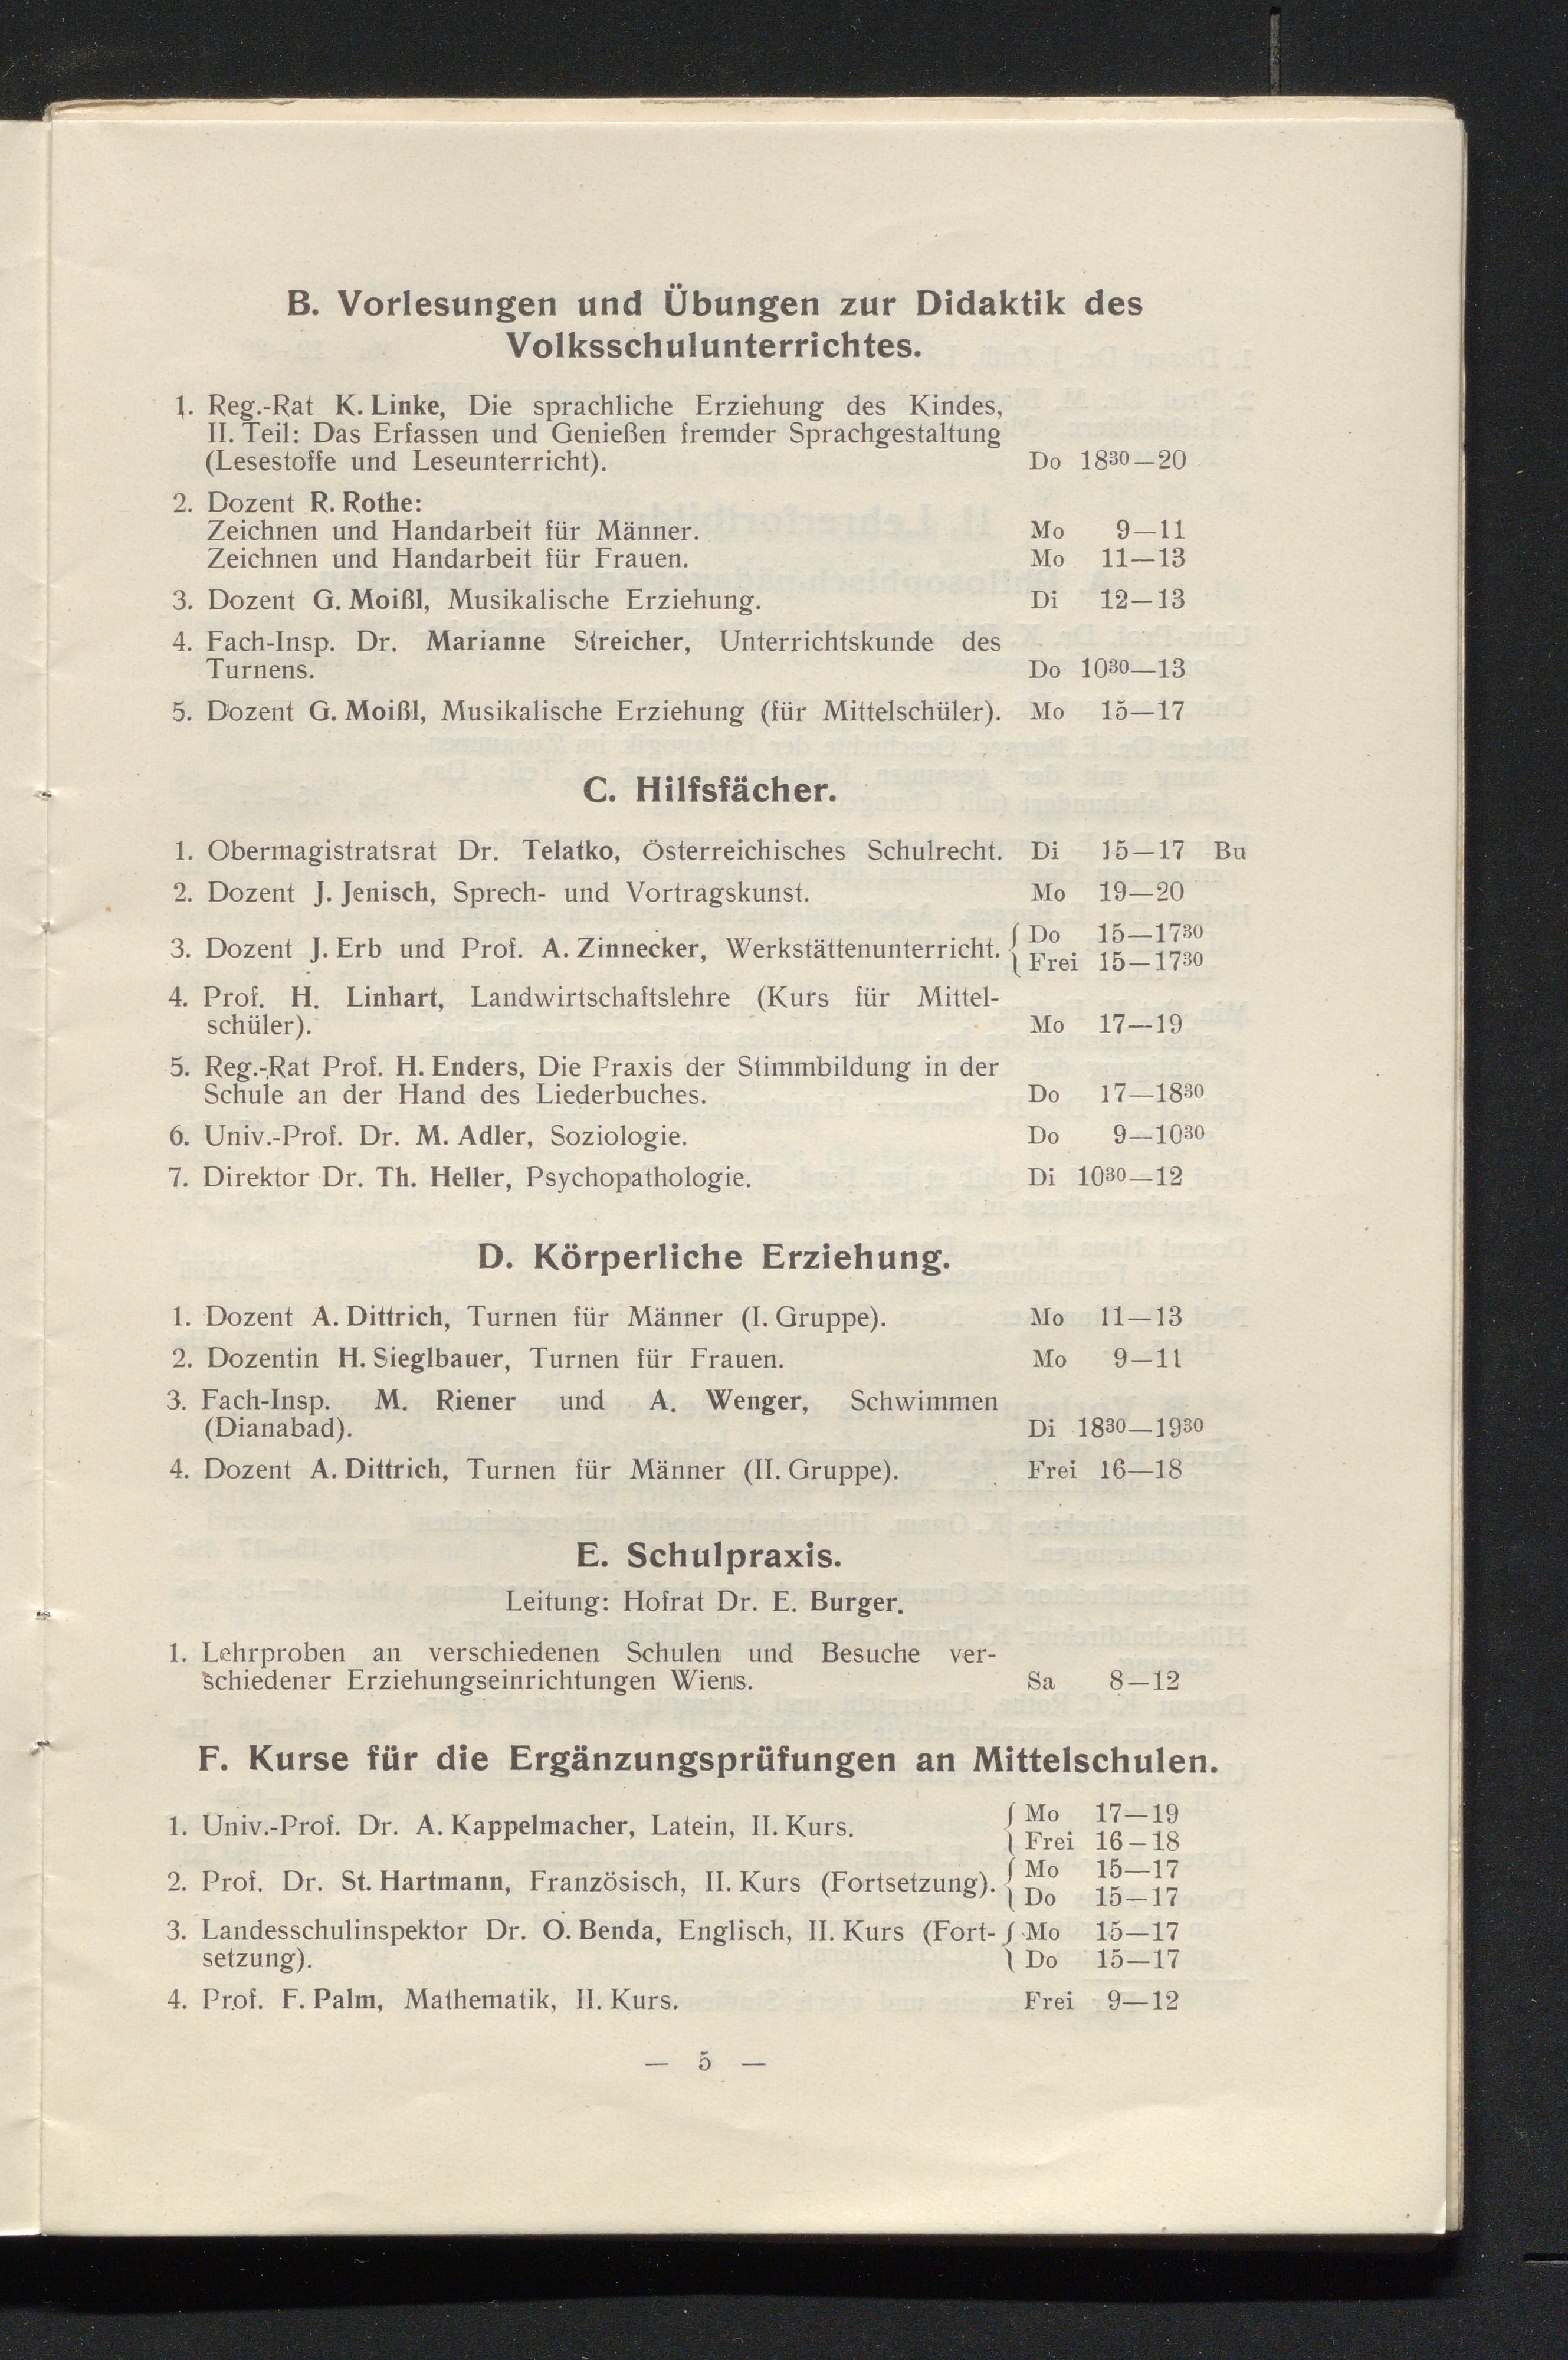 B. Vorlesungen und Übungen zur Didaktik des
Volksschulunterrichtes.
1. Reg.-Rat K. Linke, Die sprachliche Erziehung des Kindes,
II. Teil: Das Erfassen und Genießen fremder Sprachgestaltung
(Lesestoffe und Leseunterricht). Do 18³⁰—20
2. Dozent R. Rothe:
Zeichnen und Handarbeit für Männer. Mo 9—11
Zeichnen und Handarbeit für Frauen. Mo 11—13
3. Dozent G. Moißl, Musikalische Erziehung. Di 12—13
4. Fach-Insp. Dr. Marianne Streicher, Unterrichtskunde des
Turnens. Do 10³⁰—13
5. Dozent G. Moißl, Musikalische Erziehung (für Mittelschüler). Mo 15—17
C. Hilfsfächer.
1. Obermagistratsrat Dr. Telatko, Österreichisches Schulrecht. Di 15—17 Bu
2. Dozent J. Jenisch, Sprech- und Vortragskunst. Mo 19—20
3. Dozent J. Erb und Prof. A. Zinnecker, Werkstättenunterricht. { Do 15—17³⁰
Frei 15—17³⁰
4. Prof. H. Linhart, Landwirtschaftslehre (Kurs für Mittel-
schüler). Mo 17—19
5. Reg.-Rat Prof. H. Enders, Die Praxis der Stimmbildung in der
Schule an der Hand des Liederbuches. Do 17—18³⁰
6. Univ.-Prof. Dr. M. Adler, Soziologie. Do 9—10³⁰
7. Direktor Dr. Th. Heller, Psychopathologie. Di 10³⁰—12
D. Körperliche Erziehung.
1. Dozent A. Dittrich, Turnen für Männer (I. Gruppe). Mo 11—13
2. Dozentin H. Sieglbauer, Turnen für Frauen. Mo 9—11
3. Fach-Insp. M. Riener und A. Wenger, Schwimmen
(Dianabad). Di 18³⁰—19³⁰
4. Dozent A. Dittrich, Turnen für Männer (II. Gruppe). Frei 16—18
E. Schulpraxis.
Leitung: Hofrat Dr. E. Burger.
1. Lehrproben an verschiedenen Schulen und Besuche ver-
schiedener Erziehungseinrichtungen Wiens. Sa 8—12
F. Kurse für die Ergänzungsprüfungen an Mittelschulen.
1. Univ.-Prof. Dr. A. Kappelmacher, Latein, II. Kurs. { Mo 17—19
Frei 16—18
2. Prof. Dr. St. Hartmann, Französisch, II. Kurs (Fortsetzung). { Mo 15—17
Do 15—17
3. Landesschulinspektor Dr. O. Benda, Englisch, II. Kurs (Fort- { Mo 15—17
setzung). Do 15—17
4. Prof. F. Palm, Mathematik, II. Kurs. Frei 9—12
— 5 —